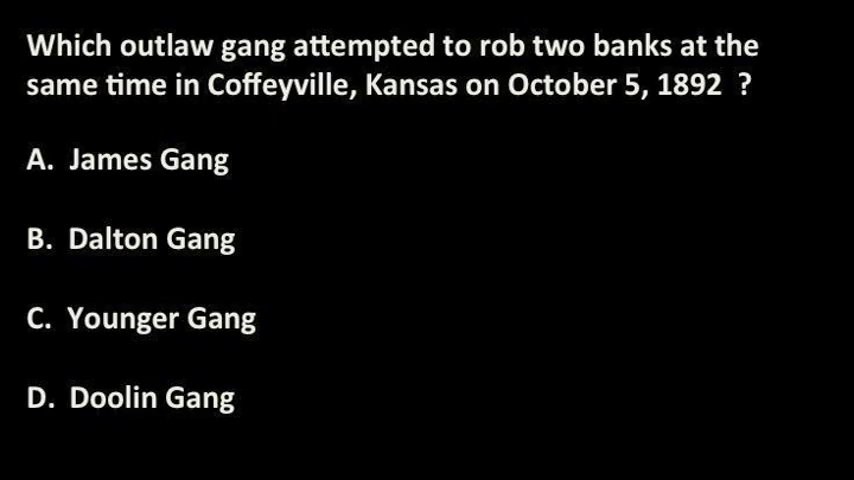 Which outlaw gang attempted to rob two banks at the
same time in Coffeyville, Kansas on October 5, 1892  ?
A.  James Gang
B.  Dalton Gang
C.  Younger Gang
D.  Doolin Gang